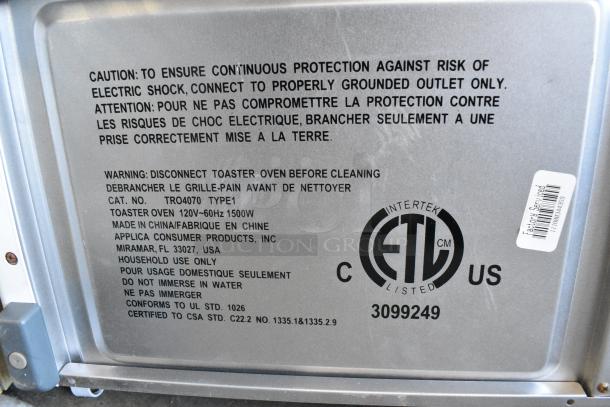 CAUTION: TO ENSURE CONTINUOUS PROTECTION AGAINST RISK OF
ELECTRIC SHOCK, CONNECT TO PROPERLY GROUNDED OUTLET ONLY.
ATTENTION: POUR NE PAS COMPROMETTRE LA PROTECTION CONTRE
LES RISQUES DE CHOC ELECTRIQUE, BRANCHER SEULEMENT A UNE
PRISE CORRECTEMENT MISE A LA TERRE.
WARNING: DISCONNECT TOASTER OVEN BEFORE CLEANING
DEBRANCHER LE GRILLE-PAIN AVANT DE NETTOYER
CAT. NO. TRO4070 TYPE1
TOASTER OVEN 120V~60Hz 1500W
MADE IN CHINA/FABRIQUE EN CHINE
APPLICA CONSUMER PRODUCTS, INC
MIRAMAR, FL 33027, USA
HOUSEHOLD USE ONLY
POUR USAGE DOMESTIQUE SEULEMENT
DO NOT IMMERSE IN WATER
NE PAS IMMERGER
CONFORMS TO UL STD. 1026
CERTIFIED TO CSA STD. C22.2 NO. 1335.1&1335.2.9
INTERTEK
ETL CM
LISTED
C US
3099249
Factory Serviced
AUCTION GROUP